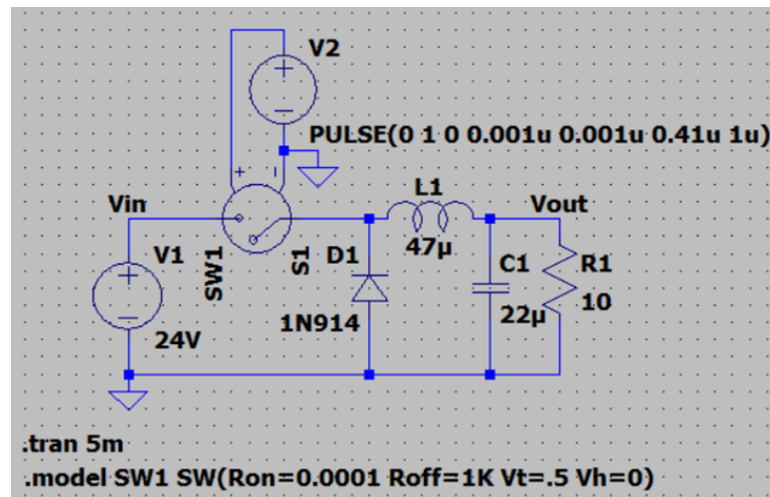 V2
PULSE(0 1 0 0.001u 0.001u 0.41u 1u)
L1
Vin
Vout
47µ
V1
SW1
S1
D1
C1
R1
1N914
22µ
10
24V
.tran 5m
.model SW1 SW(Ron=0.0001 Roff=1K Vt=.5 Vh=0)